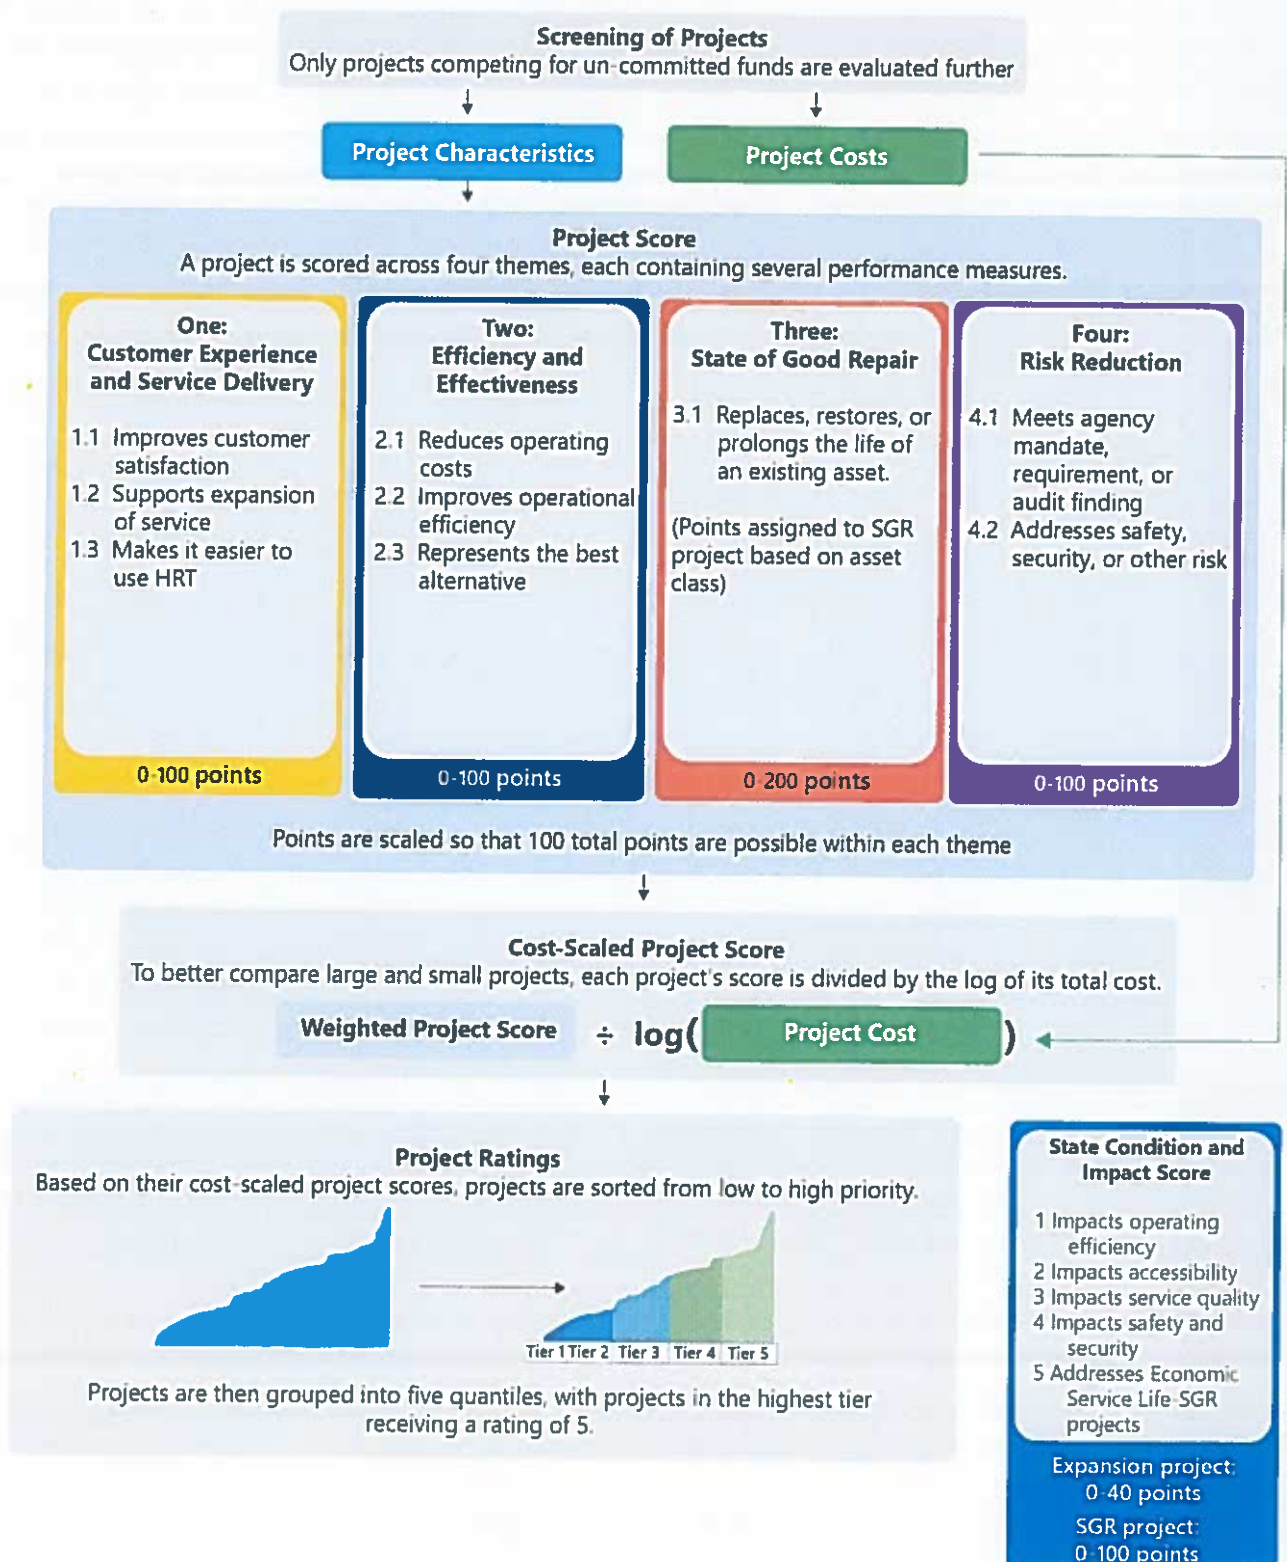 Screening of Projects
Only projects competing for un-committed funds are evaluated further
Project Characteristics
Project Costs
Project Score
A project is scored across four themes, each containing several performance measures.
One:
Customer Experience
and Service Delivery
1.1 Improves customer
satisfaction
1.2 Supports expansion
of service
1.3 Makes it easier to
use HRT
0-100 points
Two:
Efficiency and
Effectiveness
2.1 Reduces operating
costs
2.2 Improves operational
efficiency
2.3 Represents the best
alternative
0-100 points
Three:
State of Good Repair
3.1 Replaces, restores, or
prolongs the life of
an existing asset.
(Points assigned to SGR
project based on asset
class)
0-200 points
Four:
Risk Reduction
4.1 Meets agency
mandate,
requirement, or
audit finding
4.2 Addresses safety,
security, or other risk
0-100 points
Points are scaled so that 100 total points are possible within each theme
Cost-Scaled Project Score
To better compare large and small projects, each project's score is divided by the log of its total cost.
Weighted Project Score ÷ log( Project Cost )
Project Ratings
Based on their cost-scaled project scores, projects are sorted from low to high priority.
Tier 1 Tier 2 Tier 3 Tier 4 Tier 5
Projects are then grouped into five quantiles, with projects in the highest tier
receiving a rating of 5.
State Condition and
Impact Score
1 Impacts operating
efficiency
2 Impacts accessibility
3 Impacts service quality
4 Impacts safety and
security
5 Addresses Economic
Service Life-SGR
projects
Expansion project:
0-40 points
SGR project:
0-100 points